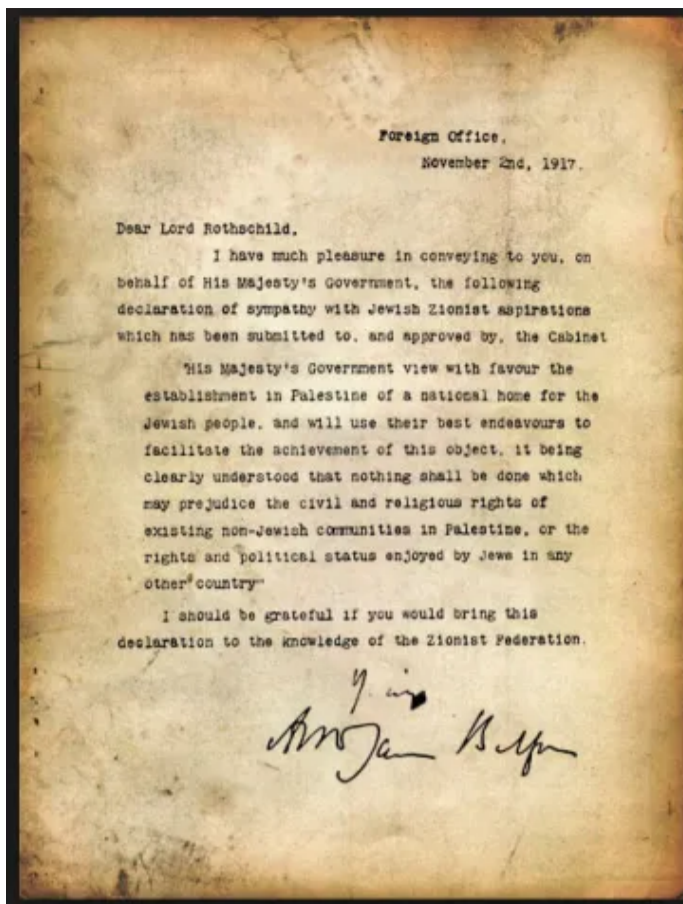 Foreign Office,
November 2nd, 1917.
Dear Lord Rothschild,
I have much pleasure in conveying to you, on
behalf of His Majesty's Government, the following
declaration of sympathy with Jewish Zionist aspirations
which has been submitted to, and approved by, the Cabinet
"His Majesty's Government view with favour the
establishment in Palestine of a national home for the
Jewish people, and will use their best endeavours to
facilitate the achievement of this object, it being
clearly understood that nothing shall be done which
may prejudice the civil and religious rights of
existing non-Jewish communities in Palestine, or the
rights and political status enjoyed by Jews in any
other country"
I should be grateful if you would bring this
declaration to the knowledge of the Zionist Federation.
Arthur James Balfour